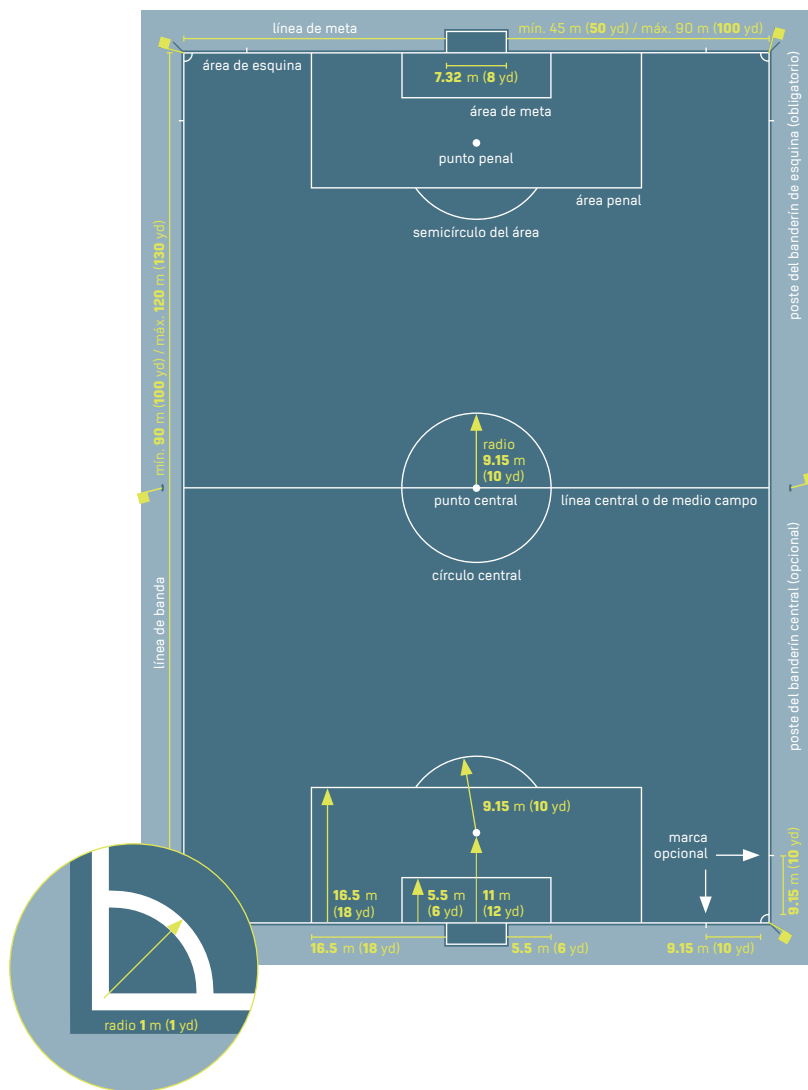 línea de meta
mín. 45 m (50 yd) / máx. 90 m (100 yd)
área de esquina
7.32 m (8 yd)
área de meta
punto penal
área penal
semicírculo del área
poste del banderín de esquina (obligatorio)
mín. 90 m (100 yd) / máx. 120 m (130 yd)
radio
9.15 m
(10 yd)
punto central
línea central o de medio campo
círculo central
línea de banda
poste del banderín central (opcional)
9.15 m (10 yd)
marca
opcional
9.15 m (10 yd)
16.5 m
(18 yd)
5.5 m
(6 yd)
11 m
(12 yd)
16.5 m (18 yd)
5.5 m (6 yd)
9.15 m (10 yd)
radio 1 m (1 yd)